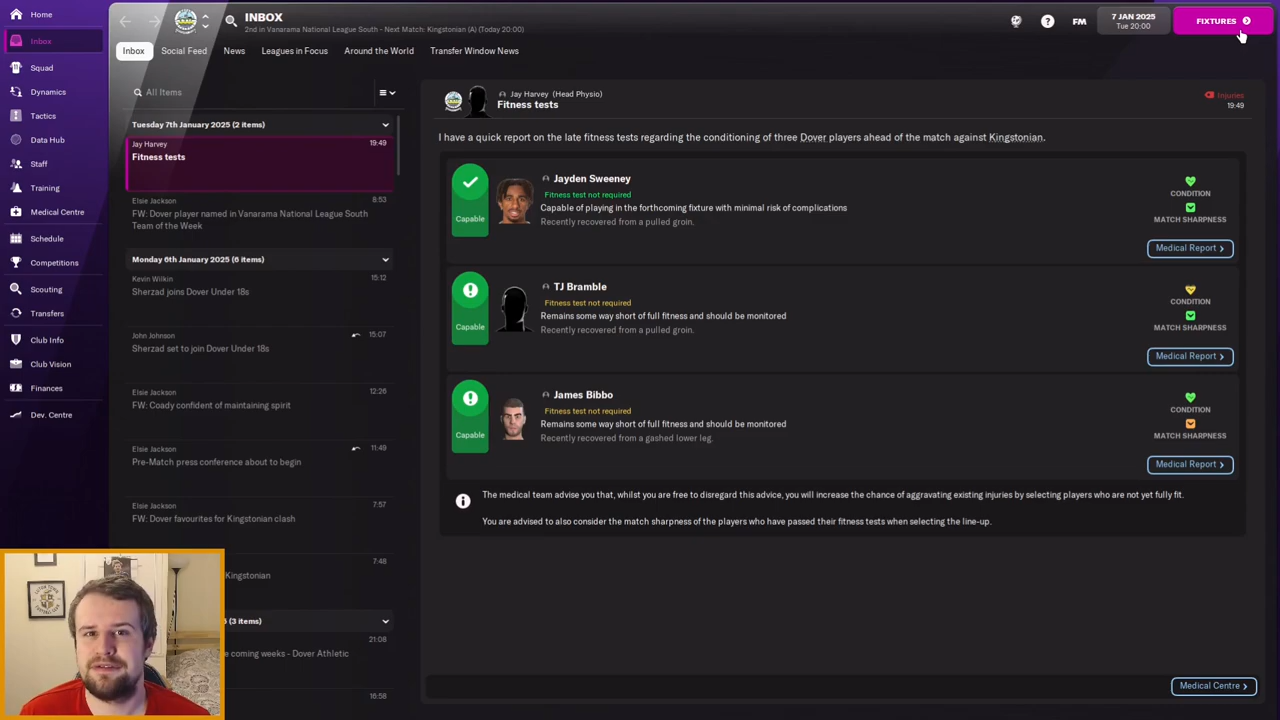 Home
INBOX
2nd in Vanarama National League South - Next Match: Kingstonian (A) (Today 20:00)
FM
7 JAN 2025
Tue 20:00
FIXTURES
Inbox
Inbox
Social Feed
News
Leagues in Focus
Around the World
Transfer Window News
Squad
Dynamics
Tactics
Data Hub
Staff
Training
Medical Centre
Schedule
Competitions
Scouting
Transfers
Club Info
Club Vision
Finances
Dev. Centre
All Items
Tuesday 7th January 2025 (2 items)
Jay Harvey
19:49
Fitness tests
Elsie Jackson
8:53
FW: Dover player named in Vanarama National League South
Team of the Week
Monday 6th January 2025 (6 items)
Kevin Wilkin
15:12
Sherzad joins Dover Under 18s
John Johnson
15:07
Sherzad set to join Dover Under 18s
Elsie Jackson
12:26
FW: Coady confident of maintaining spirit
Elsie Jackson
11:49
Pre-Match press conference about to begin
Elsie Jackson
7:57
FW: Dover favourites for Kingstonian clash
7:48
Kingstonian
(3 items)
21:08
coming weeks - Dover Athletic
16:58
Jay Harvey (Head Physio)
Fitness tests
Injuries
19:49
I have a quick report on the late fitness tests regarding the conditioning of three Dover players ahead of the match against Kingstonian.
Capable
Jayden Sweeney
Fitness test not required
Capable of playing in the forthcoming fixture with minimal risk of complications
Recently recovered from a pulled groin.
CONDITION
MATCH SHARPNESS
Medical Report
Capable
TJ Bramble
Fitness test not required
Remains some way short of full fitness and should be monitored
Recently recovered from a pulled groin.
CONDITION
MATCH SHARPNESS
Medical Report
Capable
James Bibbo
Fitness test not required
Remains some way short of full fitness and should be monitored
Recently recovered from a gashed lower leg.
CONDITION
MATCH SHARPNESS
Medical Report
The medical team advise you that, whilst you are free to disregard this advice, you will increase the chance of aggravating existing injuries by selecting players who are not yet fully fit.
You are advised to also consider the match sharpness of the players who have passed their fitness tests when selecting the line-up.
Medical Centre